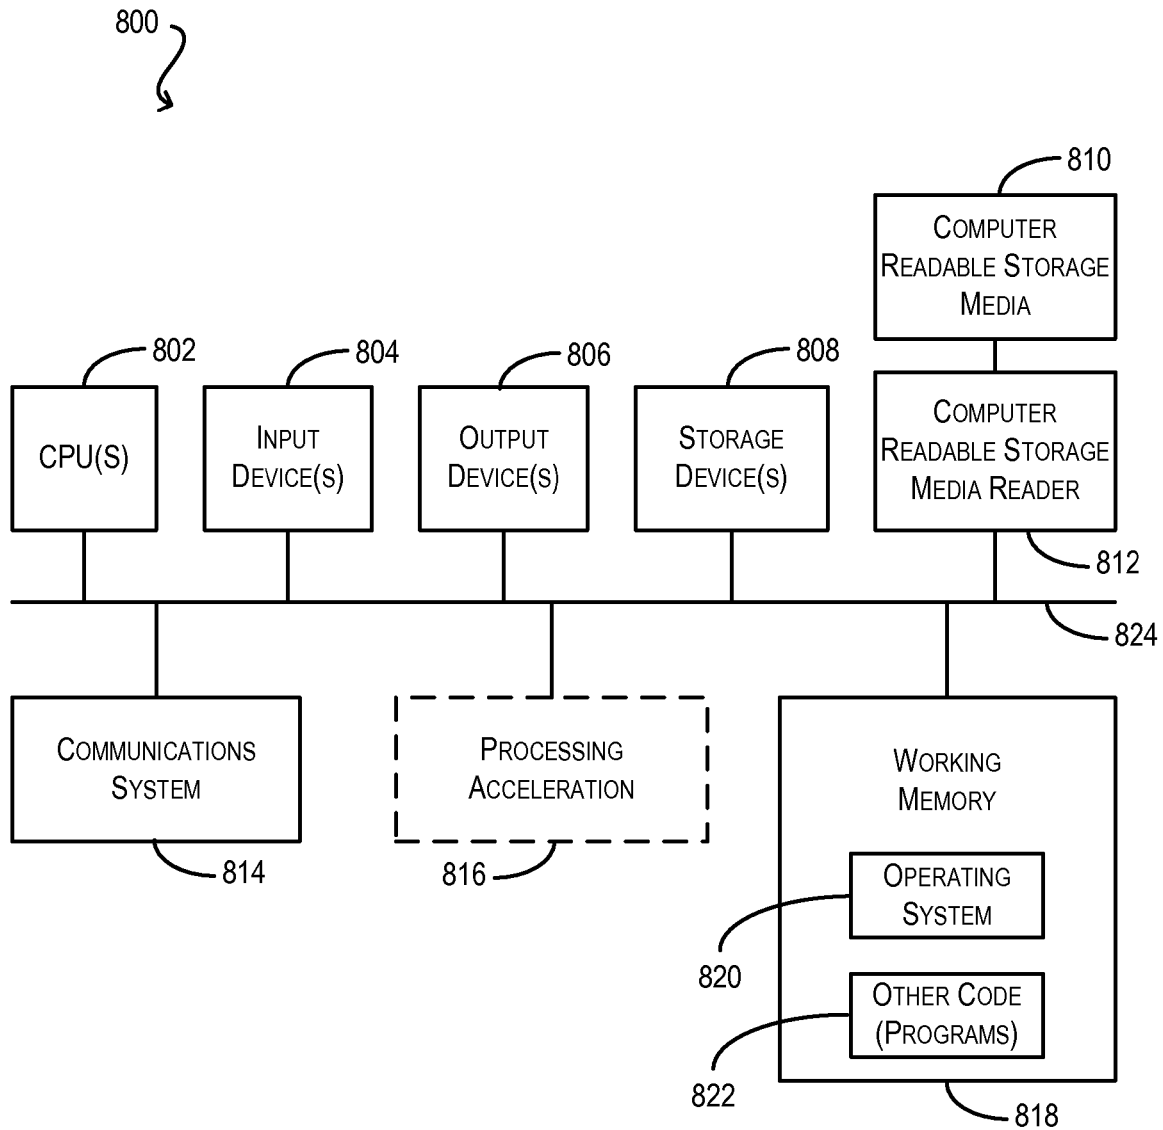 800
810
COMPUTER
READABLE STORAGE
MEDIA
802
804
806
808
CPU(S)
INPUT
DEVICE(S)
OUTPUT
DEVICE(S)
STORAGE
DEVICE(S)
COMPUTER
READABLE STORAGE
MEDIA READER
812
824
COMMUNICATIONS
SYSTEM
814
PROCESSING
ACCELERATION
816
WORKING
MEMORY
OPERATING
SYSTEM
820
OTHER CODE
(PROGRAMS)
822
818